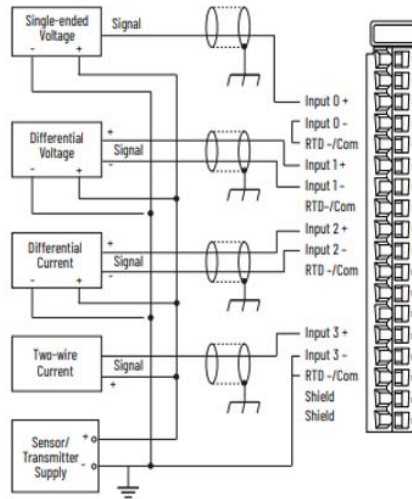 Single-ended
Voltage
- +
Signal
Differential
Voltage
- +
+
Signal
-
Differential
Current
- +
+
Signal
-
Two-wire
Current
Signal
+
Sensor/
Transmitter
Supply
+
-
Input 0 +
Input 0 -
RTD -/Com
Input 1 +
Input 1 -
RTD-/Com
Input 2 +
Input 2 -
RTD -/Com
Input 3 +
Input 3 -
RTD -/Com
Shield
Shield